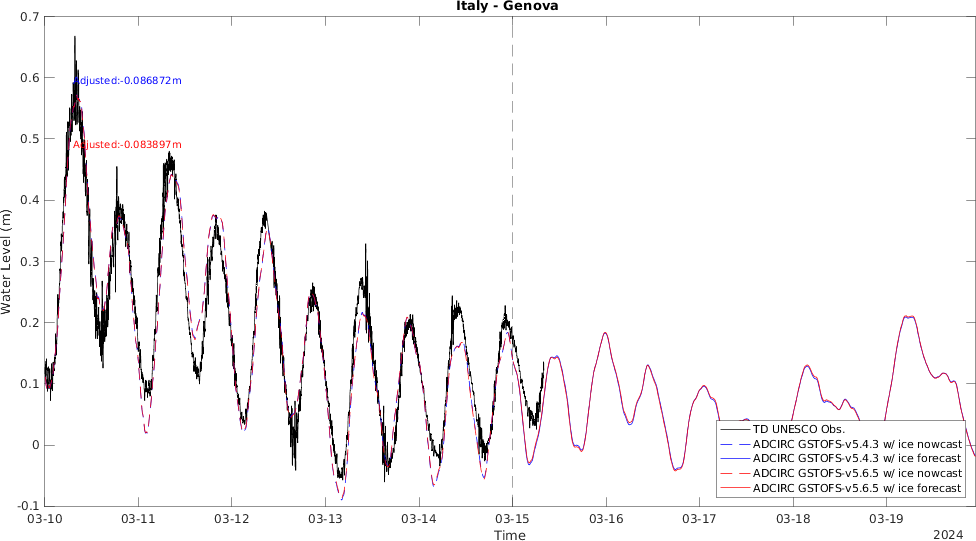 Italy - Genova
0.7
0.6
0.5
0.4
0.3
0.2
0.1
0
-0.1
Water Level (m)
Adjusted:-0.086872m
Adjusted:-0.083897m
TD UNESCO Obs.
ADCIRC GSTOFS-v5.4.3 w/ ice nowcast
ADCIRC GSTOFS-v5.4.3 w/ ice forecast
ADCIRC GSTOFS-v5.6.5 w/ ice nowcast
ADCIRC GSTOFS-v5.6.5 w/ ice forecast
03-10 03-11 03-12 03-13 03-14 03-15 03-16 03-17 03-18 03-19
Time
2024